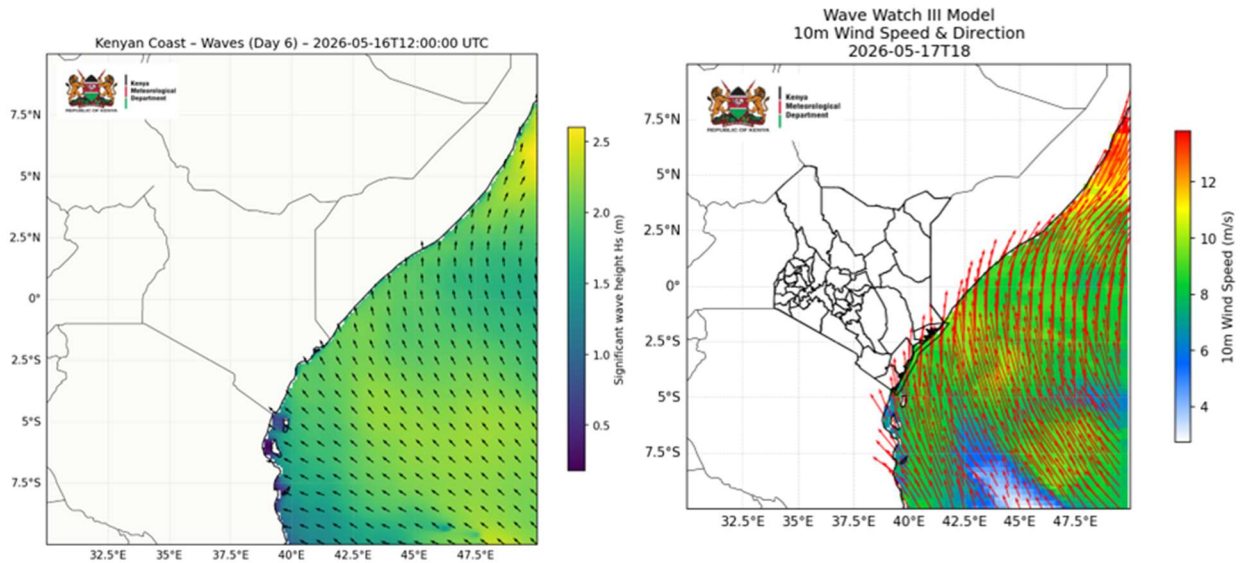 Kenyan Coast – Waves (Day 6) – 2026-05-16T12:00:00 UTC
Kenya
Meteorological
Department
REPUBLIC OF KENYA
7.5°N
5°N
2.5°N
0°
2.5°S
5°S
7.5°S
32.5°E 35°E 37.5°E 40°E 42.5°E 45°E 47.5°E
2.5
2.0
1.5
1.0
0.5
Significant wave height Hs (m)
Wave Watch III Model
10m Wind Speed & Direction
2026-05-17T18
Kenya
Meteorological
Department
REPUBLIC OF KENYA
7.5°N
5°N
2.5°N
0°
2.5°S
5°S
7.5°S
32.5°E 35°E 37.5°E 40°E 42.5°E 45°E 47.5°E
12
10
8
6
4
10m Wind Speed (m/s)